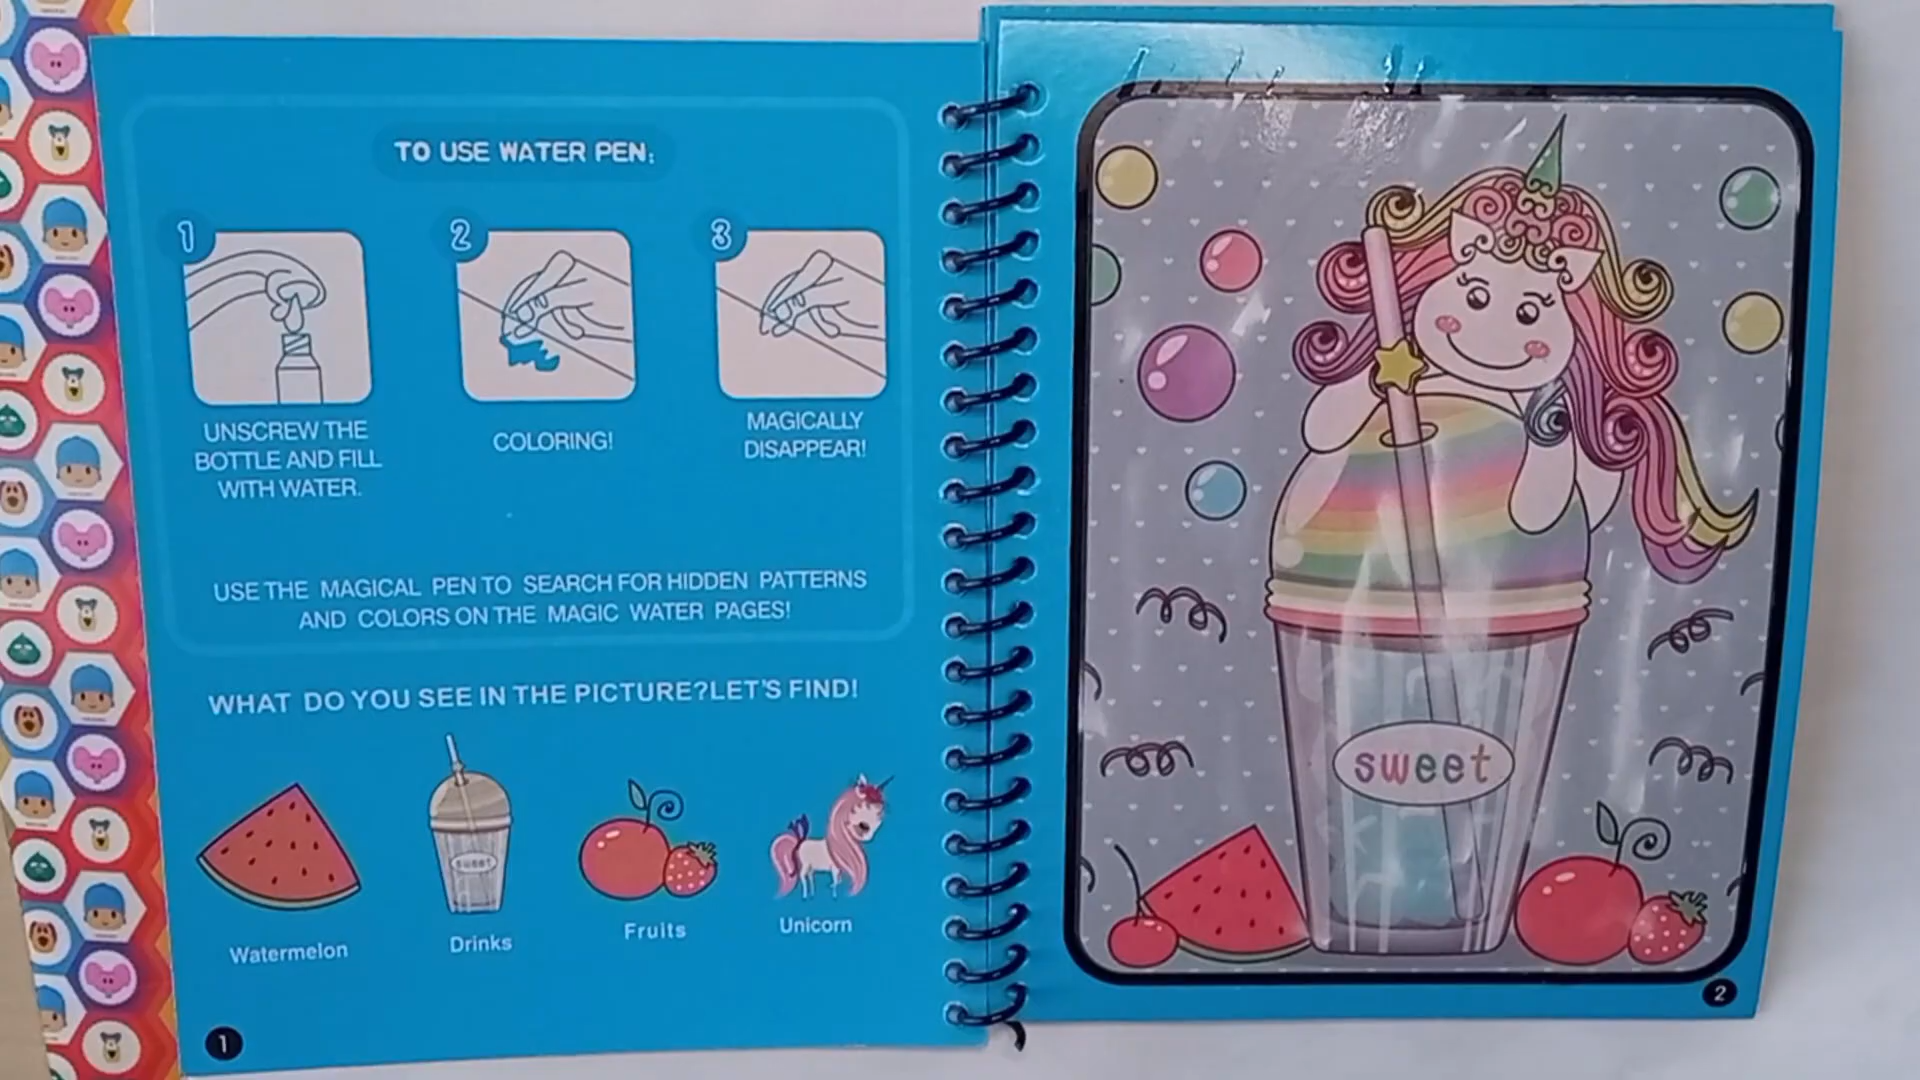 TO USE WATER PEN:
1
2
3
UNSCREW THE
BOTTLE AND FILL
WITH WATER.
COLORING!
MAGICALLY
DISAPPEAR!
USE THE MAGICAL PEN TO SEARCH FOR HIDDEN PATTERNS
AND COLORS ON THE MAGIC WATER PAGES!
WHAT DO YOU SEE IN THE PICTURE?LET'S FIND!
sweet
Watermelon
Drinks
Fruits
Unicorn
1
sweet
2